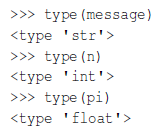 >>> type(message)
<type 'str'>
>>> type(n)
<type 'int'>
>>> type(pi)
<type 'float'>